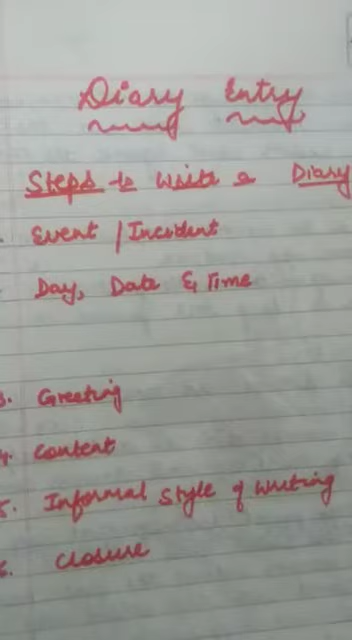 Diary Entry
Steps to Write a Diary
Event / Incident
Day, Date & Time
3. Greeting
4. Content
5. Informal Style of Writing
6. Closure